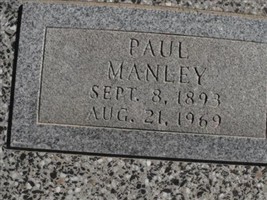 PAUL
MANLEY
SEPT. 8, 1893
AUG. 21, 1969